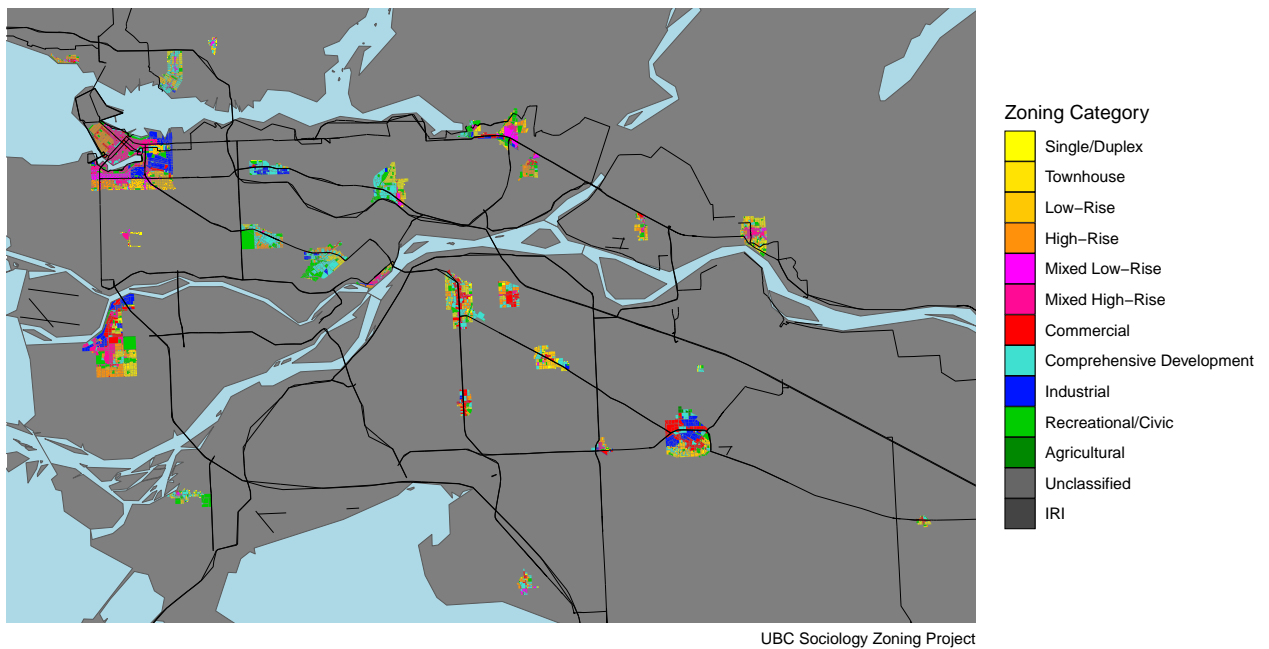 Zoning Category
Single/Duplex
Townhouse
Low−Rise
High−Rise
Mixed Low−Rise
Mixed High−Rise
Commercial
Comprehensive Development
Industrial
Recreational/Civic
Agricultural
Unclassified
IRI
UBC Sociology Zoning Project